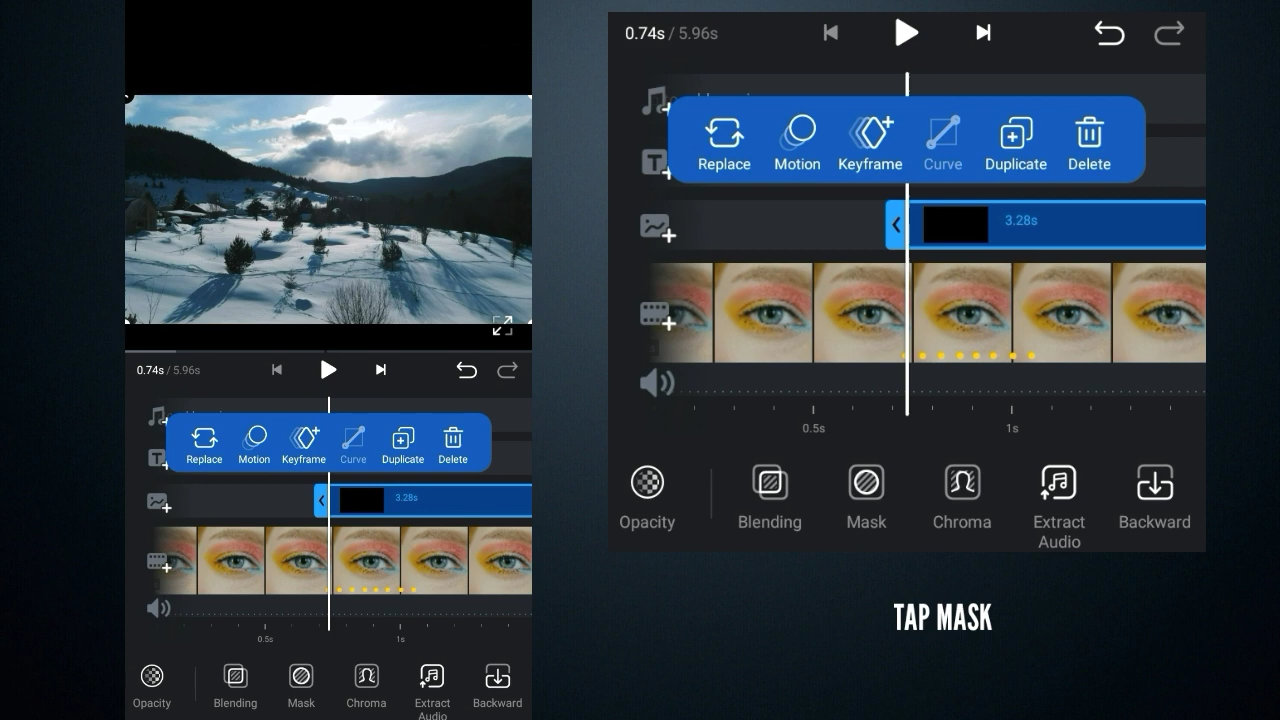 0.74s / 5.96s
Replace Motion Keyframe Curve Duplicate Delete
3.28s
0.5s 1s
Opacity Blending Mask Chroma Extract Audio Backward
0.74s / 5.96s
Replace Motion Keyframe Curve Duplicate Delete
3.28s
0.5s 1s
Opacity Blending Mask Chroma Extract Audio Backward
TAP MASK